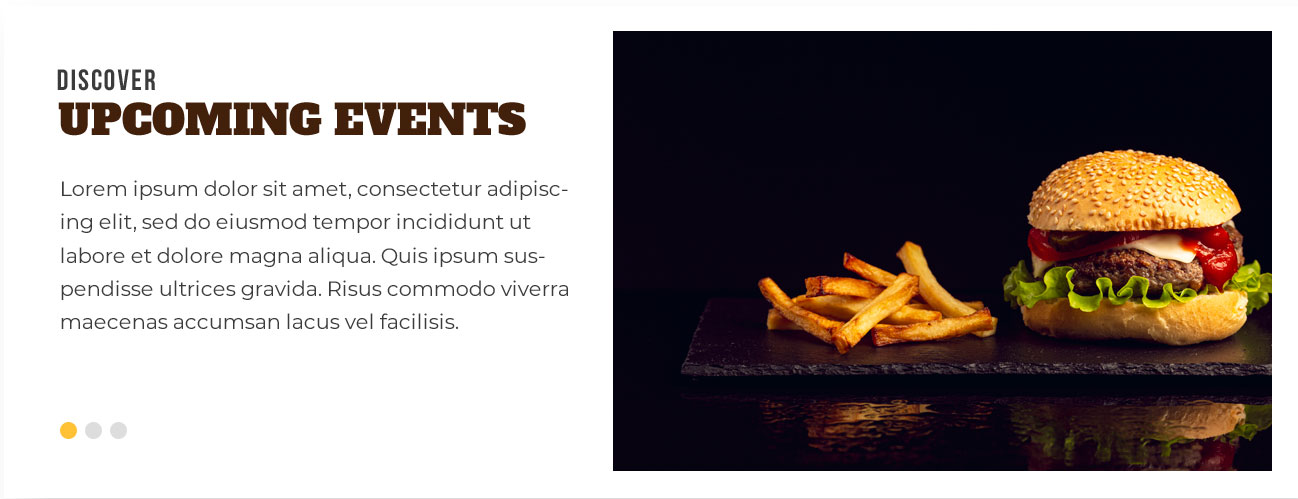 DISCOVER
UPCOMING EVENTS
Lorem ipsum dolor sit amet, consectetur adipisc-
ing elit, sed do eiusmod tempor incididunt ut
labore et dolore magna aliqua. Quis ipsum sus-
pendisse ultrices gravida. Risus commodo viverra
maecenas accumsan lacus vel facilisis.